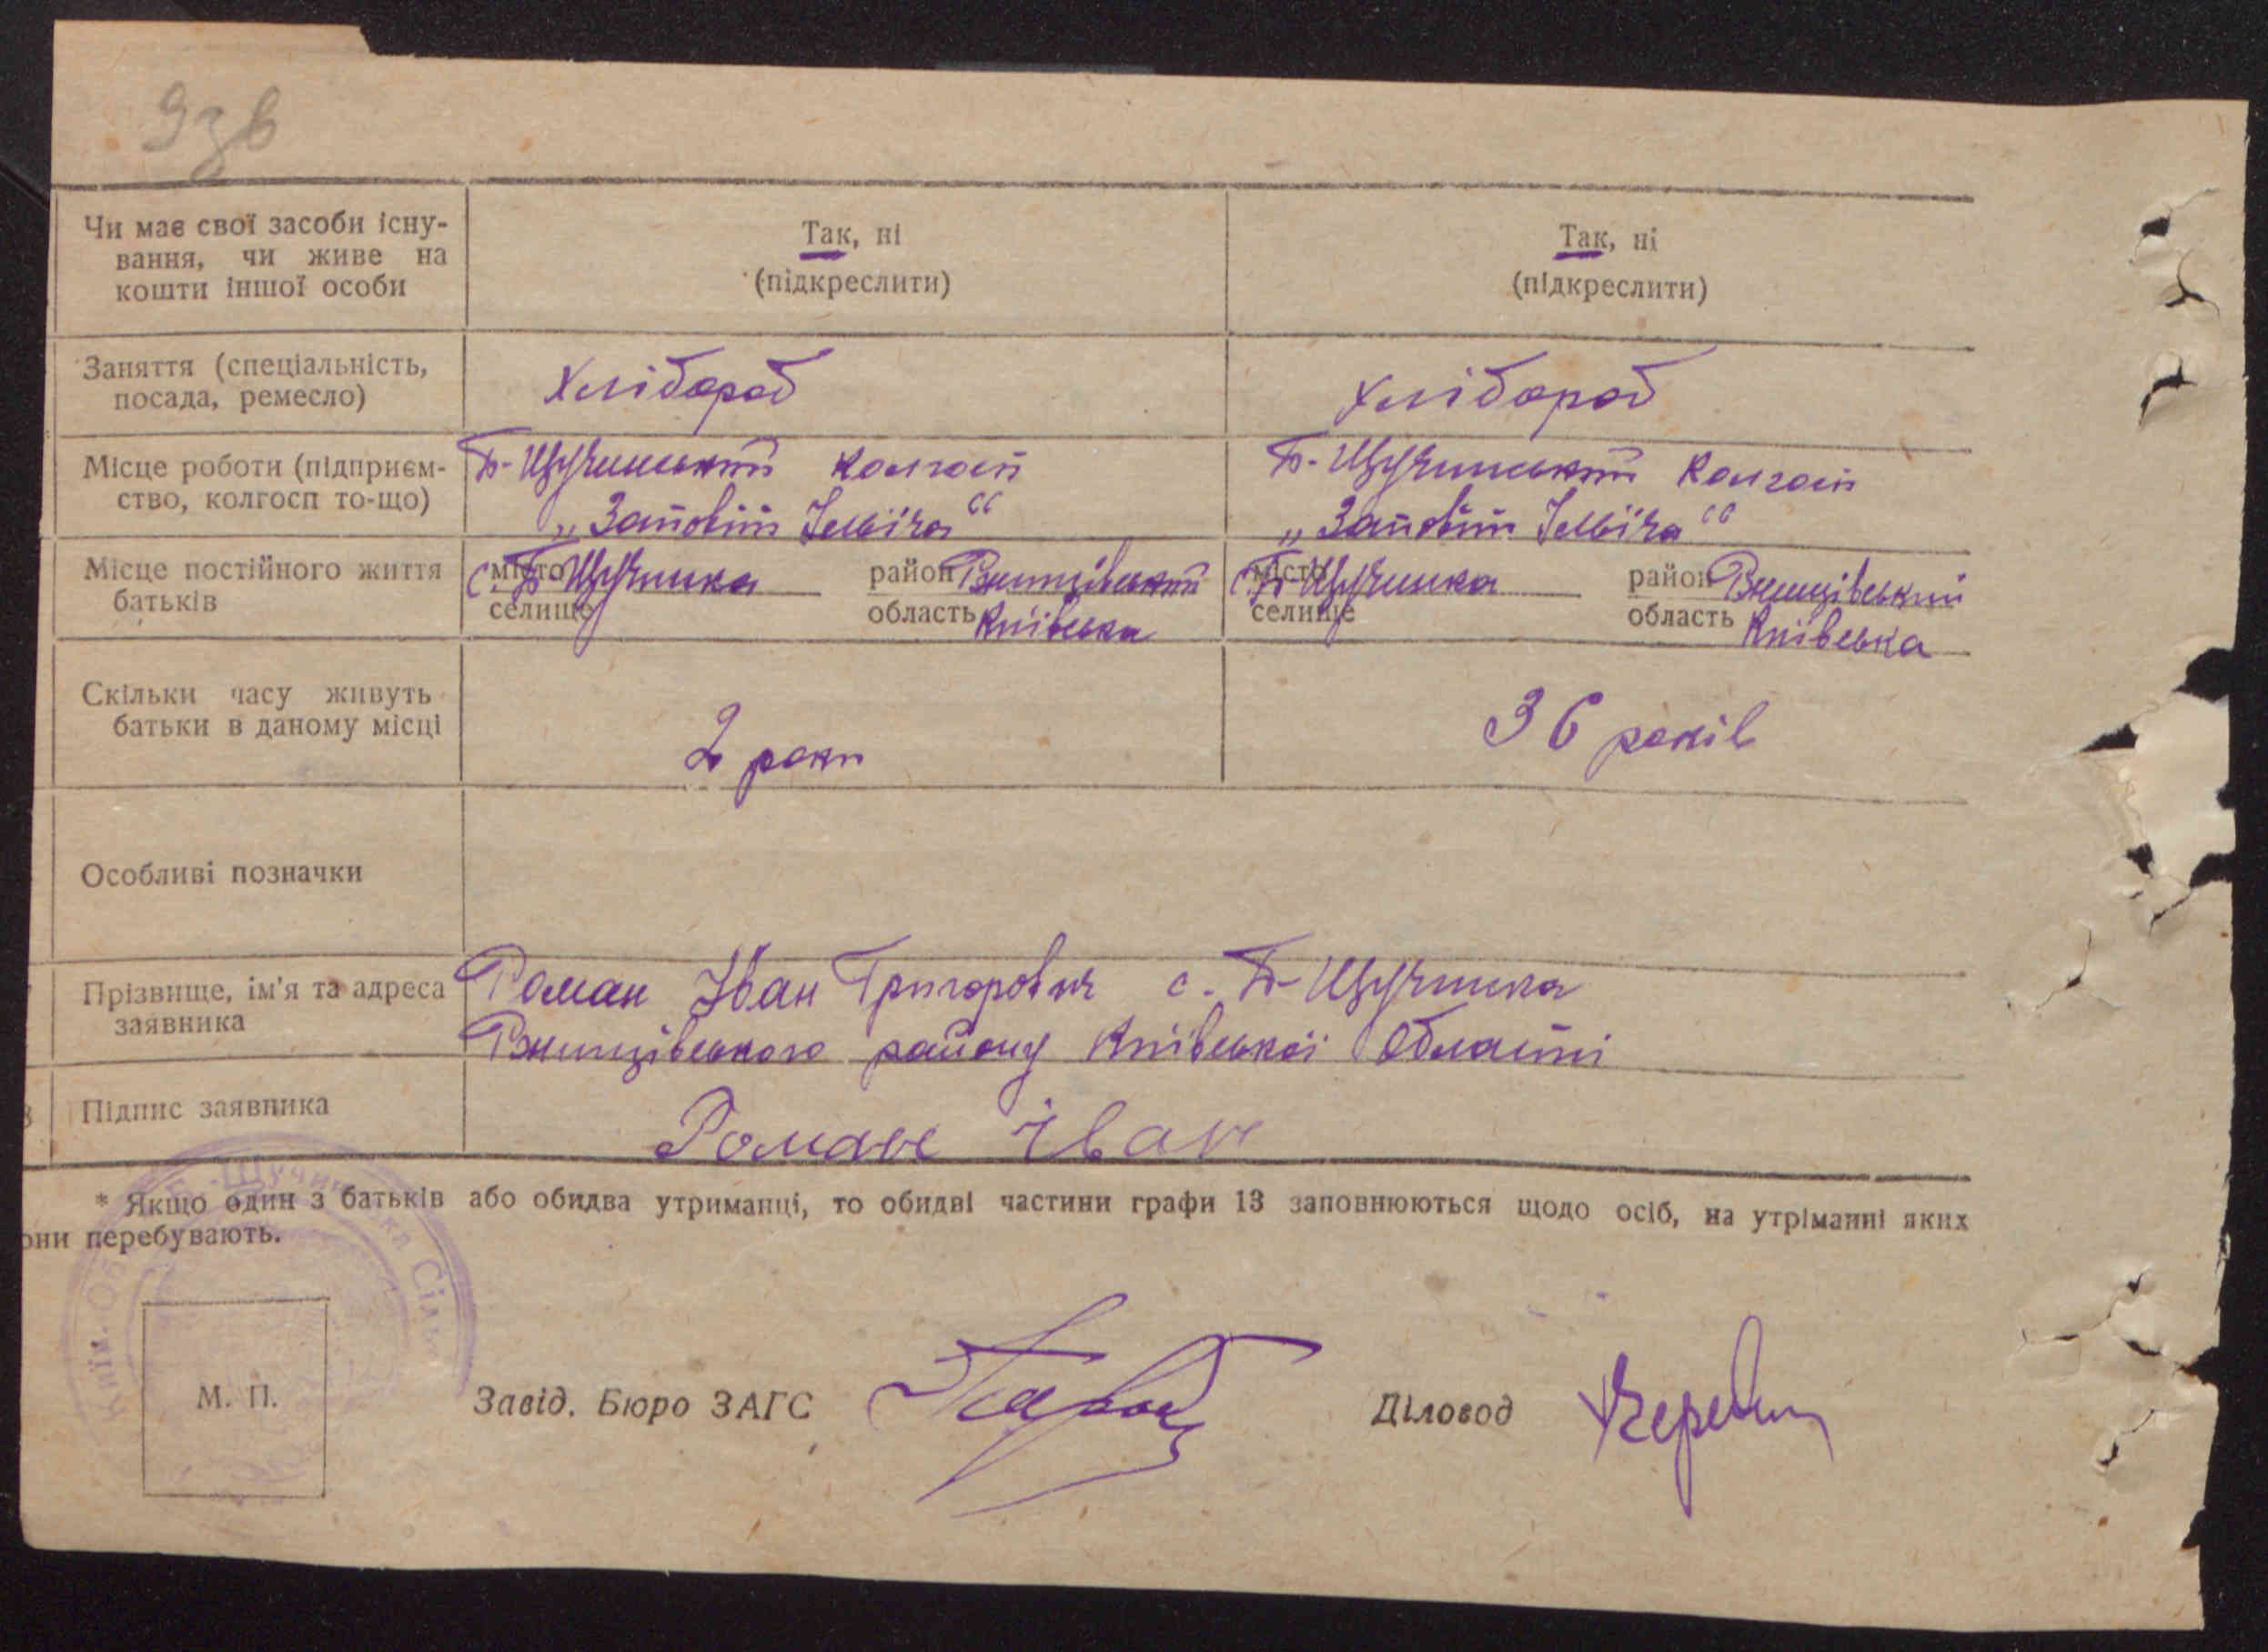 9зв
Чи має свої засоби існу-
вання, чи живе на
кошти іншої особи
Так, ні
(підкреслити)
Так, ні
(підкреслити)
Заняття (спеціальність,
посада, ремесло)
Хлібороб
Хлібороб
Місце роботи (підприєм-
ство, колгосп то-що)
Б-Щучинський колгосп
„Заповіт Ілліча“
Б-Щучинський колгосп
„Заповіт Ілліча“
Місце постійного життя
батьків
місто
с. Б-Щучинка
селище
район Ржищівський
область Київська
місто
с. Б-Щучинка
селище
район Ржищівський
область Київська
Скільки часу живуть
батьки в даному місці
2 роки
36 років
Особливі позначки
Прізвище, ім'я та адреса
заявника
Роман Іван Григорович с. Б-Щучинка
Ржищівського району Київської області
Підпис заявника
Роман Іван
* Якщо один з батьків або обидва утриманці, то обидві частини графи 13 заповнюються щодо осіб, на утріманні яких
они перебувають.
М. П.
Завід. Бюро ЗАГС
Діловод